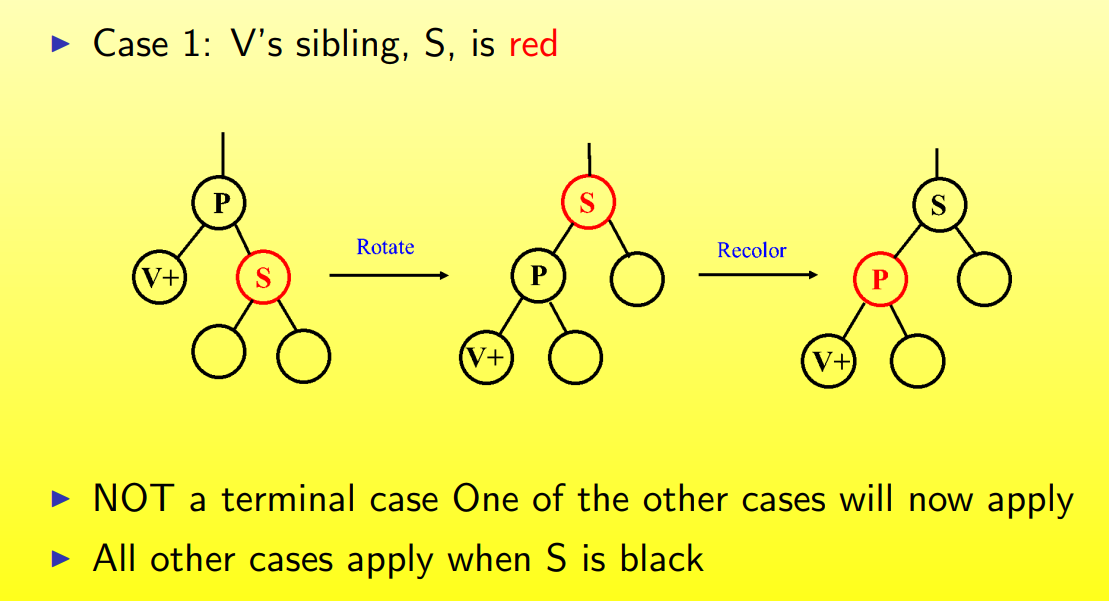 ▶ Case 1: V's sibling, S, is red
P
V+
S
Rotate
S
P
V+
Recolor
S
P
V+
▶ NOT a terminal case One of the other cases will now apply
▶ All other cases apply when S is black